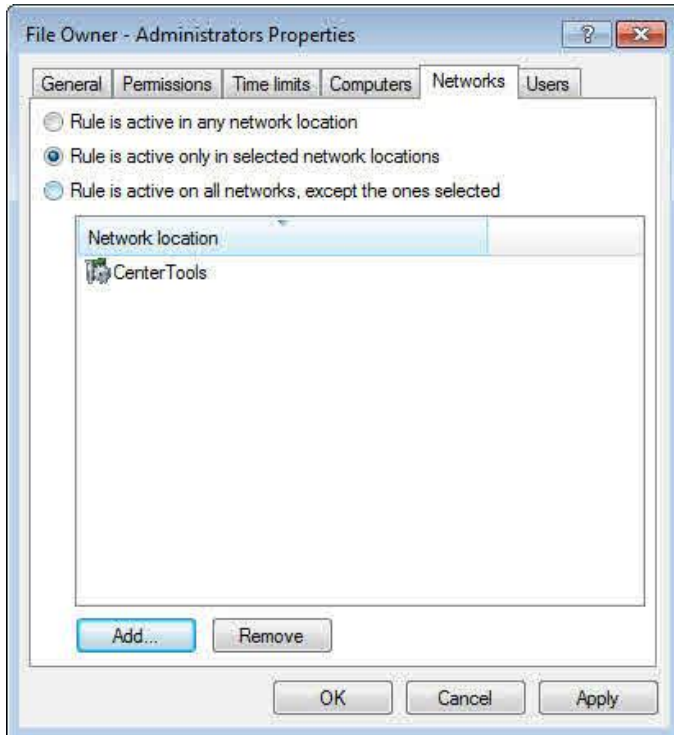 File Owner - Administrators Properties
General Permissions Time limits Computers Networks Users
Rule is active in any network location
Rule is active only in selected network locations
Rule is active on all networks, except the ones selected
Network location
CenterTools
Add... Remove
OK Cancel Apply